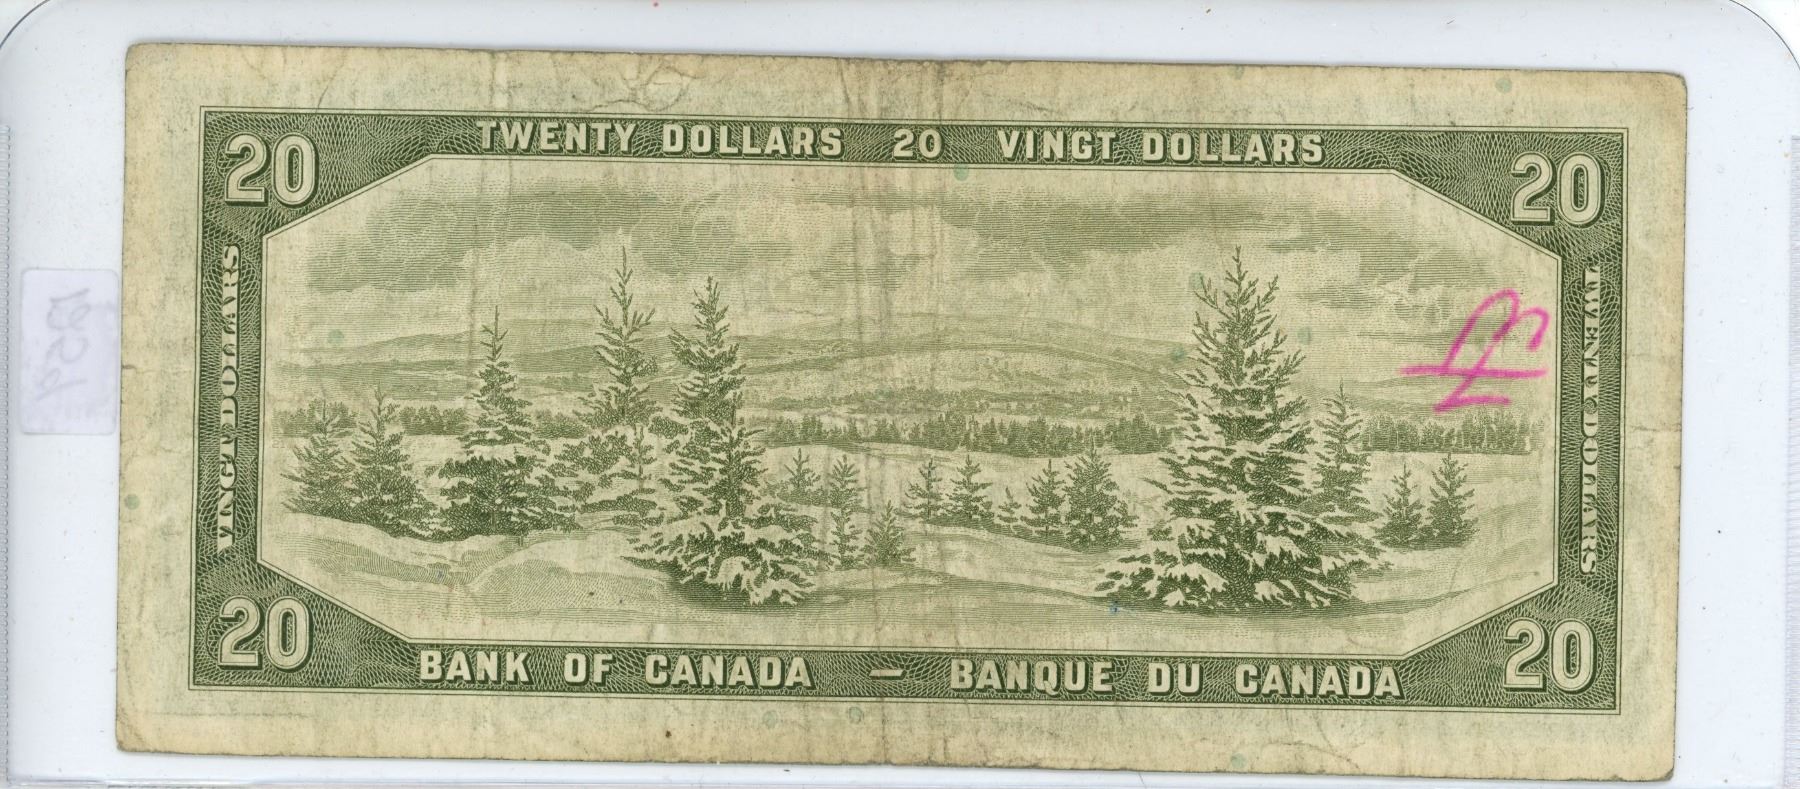 20 TWENTY DOLLARS 20 VINGT DOLLARS 20
VINGT DOLLARS
TWENTY DOLLARS
20 BANK OF CANADA — BANQUE DU CANADA 20